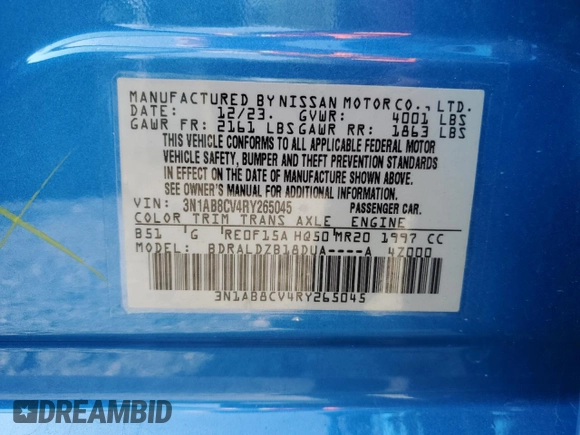 MANUFACTURED BY NISSAN MOTOR CO., LTD.
DATE: 12/23. GVWR: 4001 LBS
GAWR FR: 2161 LBS GAWR RR: 1863 LBS
THIS VEHICLE CONFORMS TO ALL APPLICABLE FEDERAL MOTOR
VEHICLE SAFETY, BUMPER AND THEFT PREVENTION STANDARDS
IN EFFECT ON THE DATE OF MANUFACTURE SHOWN ABOVE.
SEE OWNER'S MANUAL FOR ADDITIONAL INFORMATION.
VIN: 3N1AB8CV4RY265045 PASSENGER CAR.
COLOR TRIM TRANS AXLE ENGINE
B51 G RE0F15A HQ50 MR20 1997 CC
MODEL: BDRALDZB18DUA----A 4Z000
3N1AB8CV4RY265045
DREAMBID